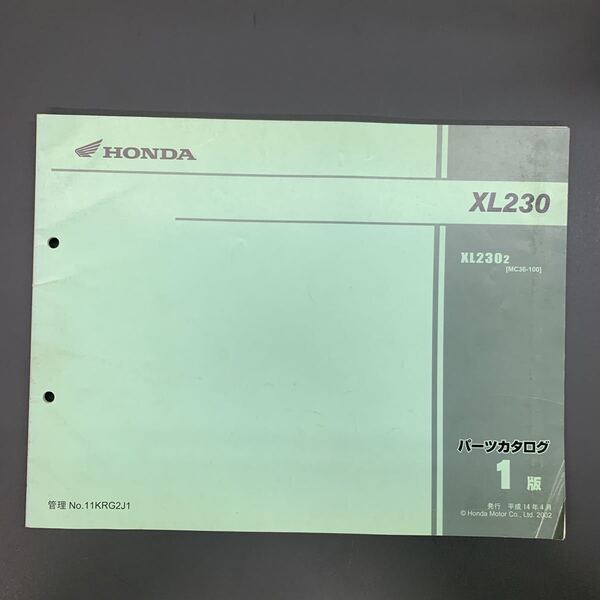 HONDA
XL230
XL2302
[MC36-100]
パーツカタログ
1版
管理 No.11KRG2J1
発行 平成14年4月
© Honda Motor Co., Ltd. 2002